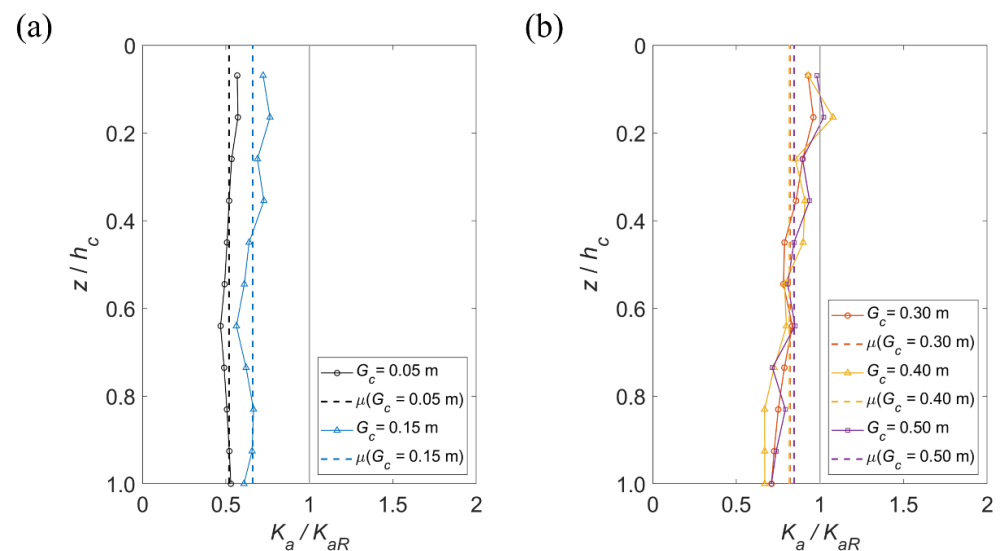 (a)
0
0.2
0.4
0.6
0.8
1.0
z / h_c
0 0.5 1 1.5 2
K_a / K_aR
G_c = 0.05 m
μ(G_c = 0.05 m)
G_c = 0.15 m
μ(G_c = 0.15 m)
(b)
0
0.2
0.4
0.6
0.8
1.0
z / h_c
0 0.5 1 1.5 2
K_a / K_aR
G_c = 0.30 m
μ(G_c = 0.30 m)
G_c = 0.40 m
μ(G_c = 0.40 m)
G_c = 0.50 m
μ(G_c = 0.50 m)